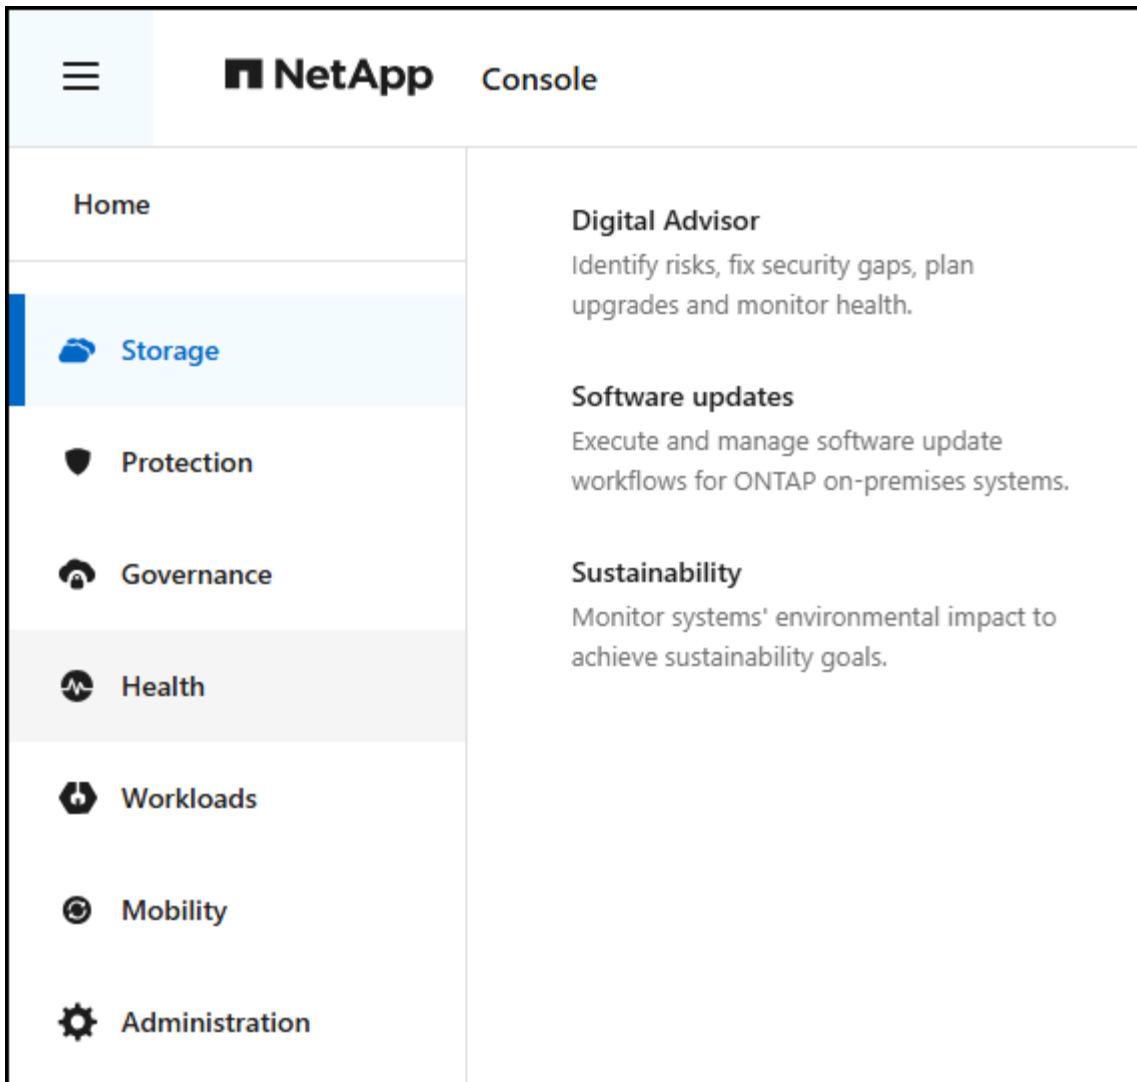 NetApp Console
Home
Storage
Protection
Governance
Health
Workloads
Mobility
Administration
Digital Advisor
Identify risks, fix security gaps, plan
upgrades and monitor health.
Software updates
Execute and manage software update
workflows for ONTAP on-premises systems.
Sustainability
Monitor systems' environmental impact to
achieve sustainability goals.